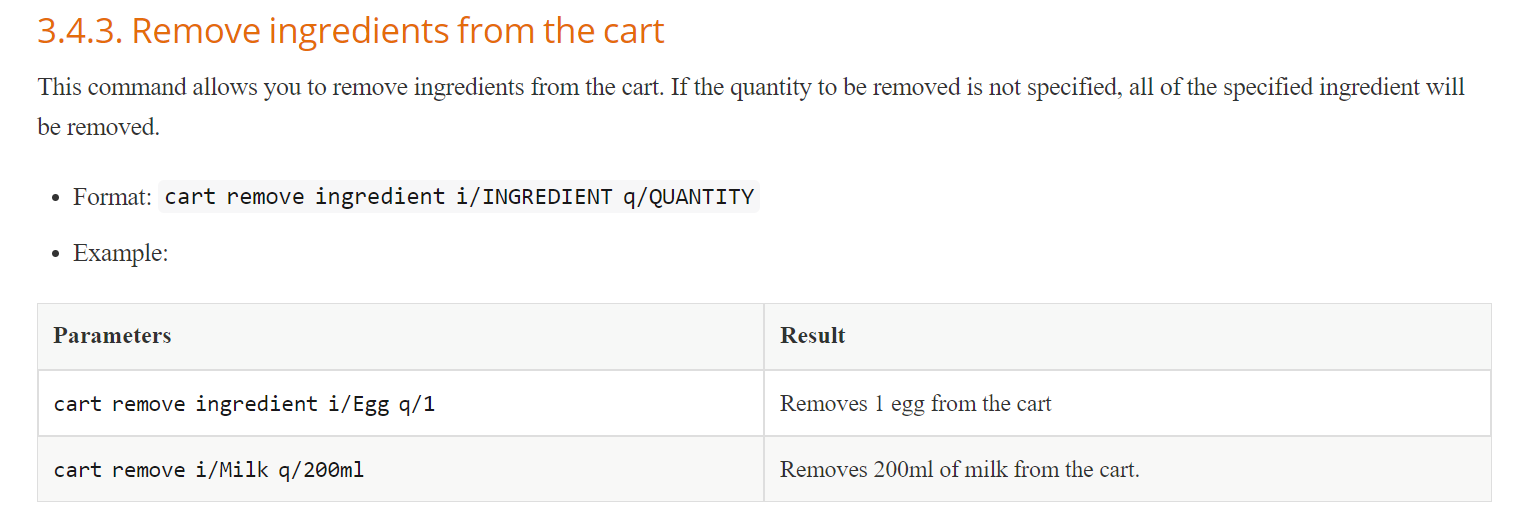 3.4.3. Remove ingredients from the cart
This command allows you to remove ingredients from the cart. If the quantity to be removed is not specified, all of the specified ingredient will
be removed.
• Format: cart remove ingredient i/INGREDIENT q/QUANTITY
• Example:
Parameters Result
cart remove ingredient i/Egg q/1 Removes 1 egg from the cart
cart remove i/Milk q/200ml Removes 200ml of milk from the cart.